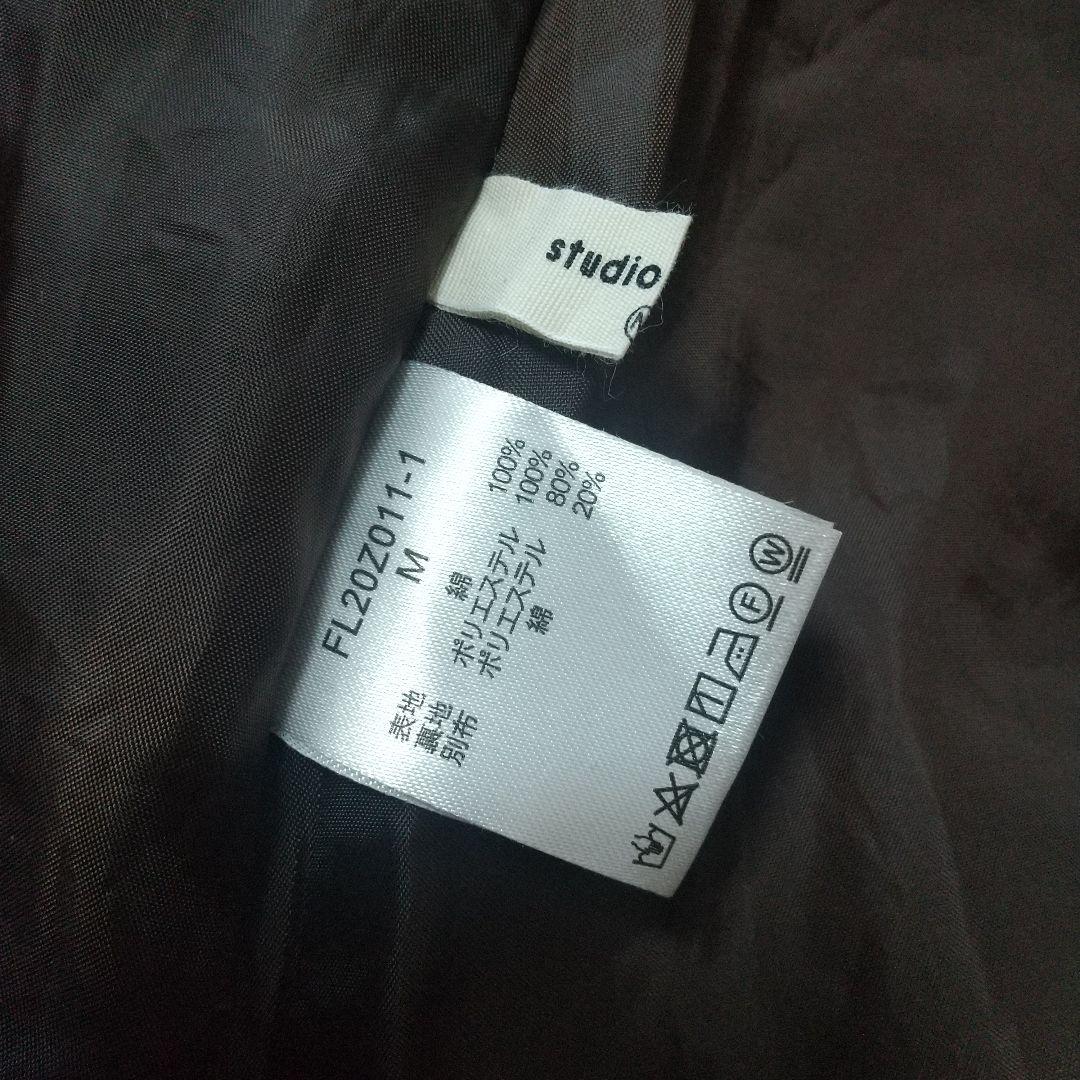 studio
FL20Z011-1
M
表地 綿 100%
裏地 ポリエステル 100%
別布 ポリエステル 80%
綿 20%
F
W